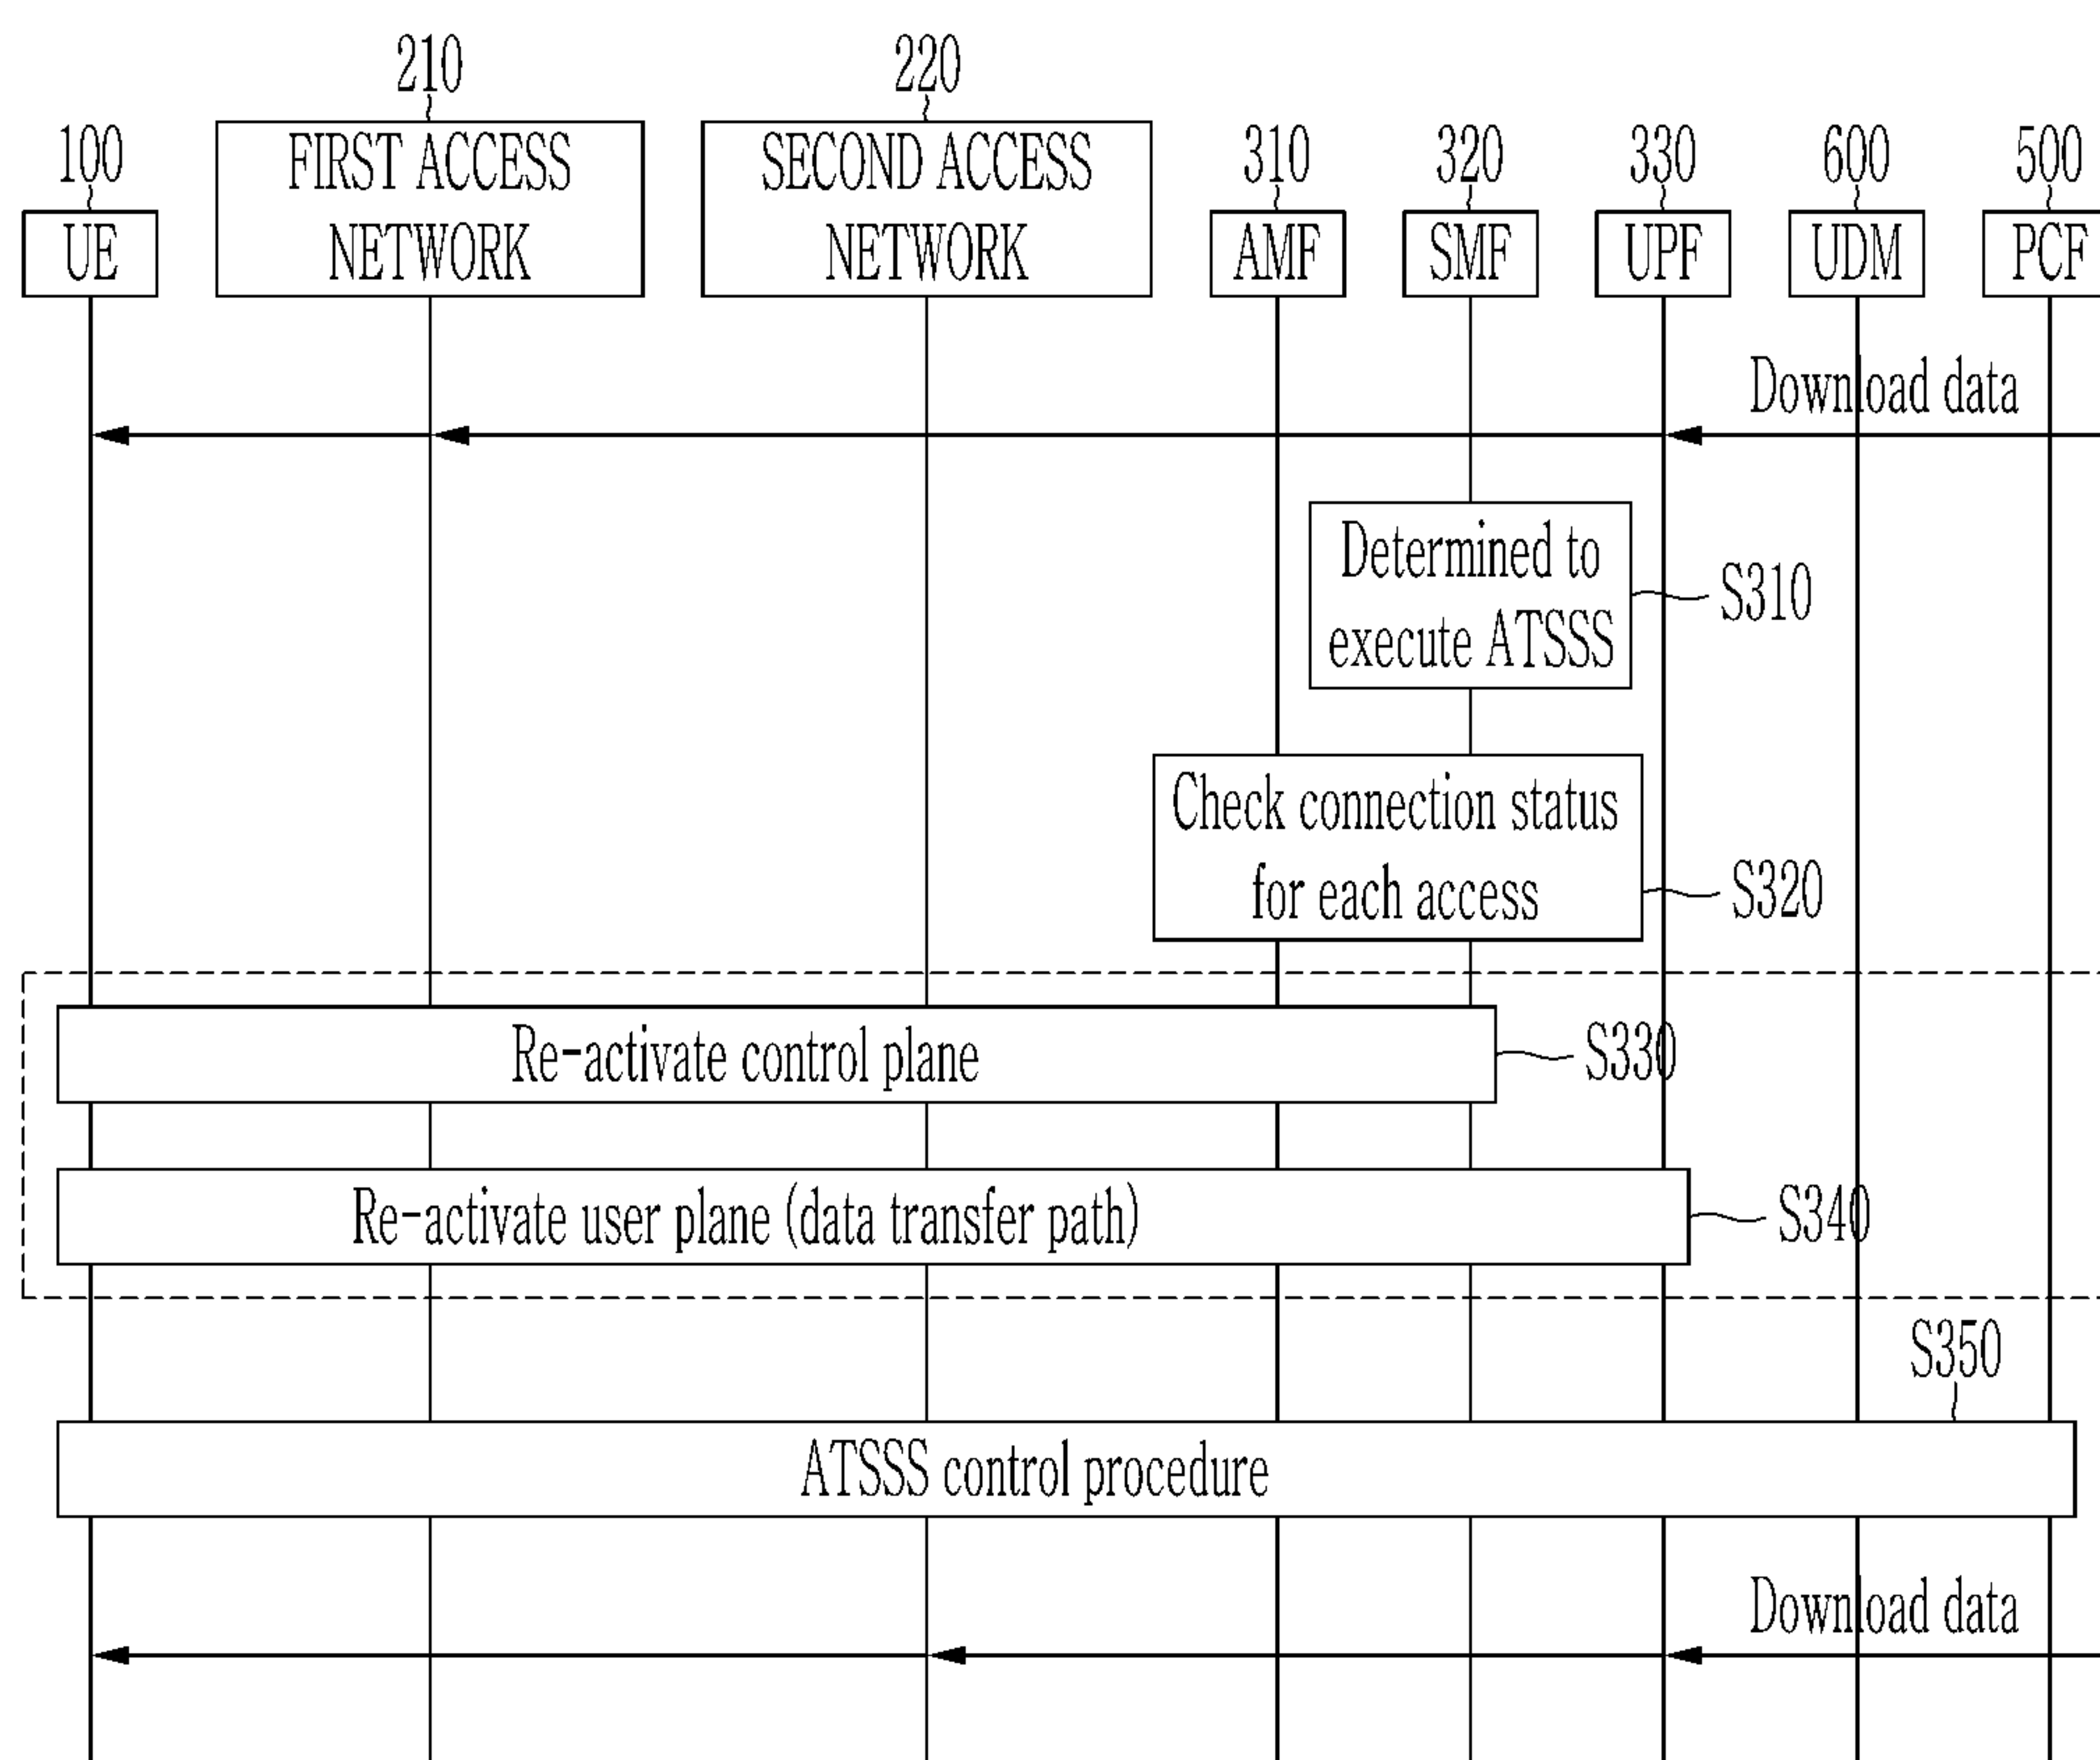 210
220
100
310
320
330
600
500
FIRST ACCESS
NETWORK
SECOND ACCESS
NETWORK
UE
AMF
SMF
UPF
UDM
PCF
Download data
Determined to
execute ATSSS
S310
Check connection status
for each access
S320
Re-activate control plane
S330
Re-activate user plane (data transfer path)
S340
S350
ATSSS control procedure
Download data